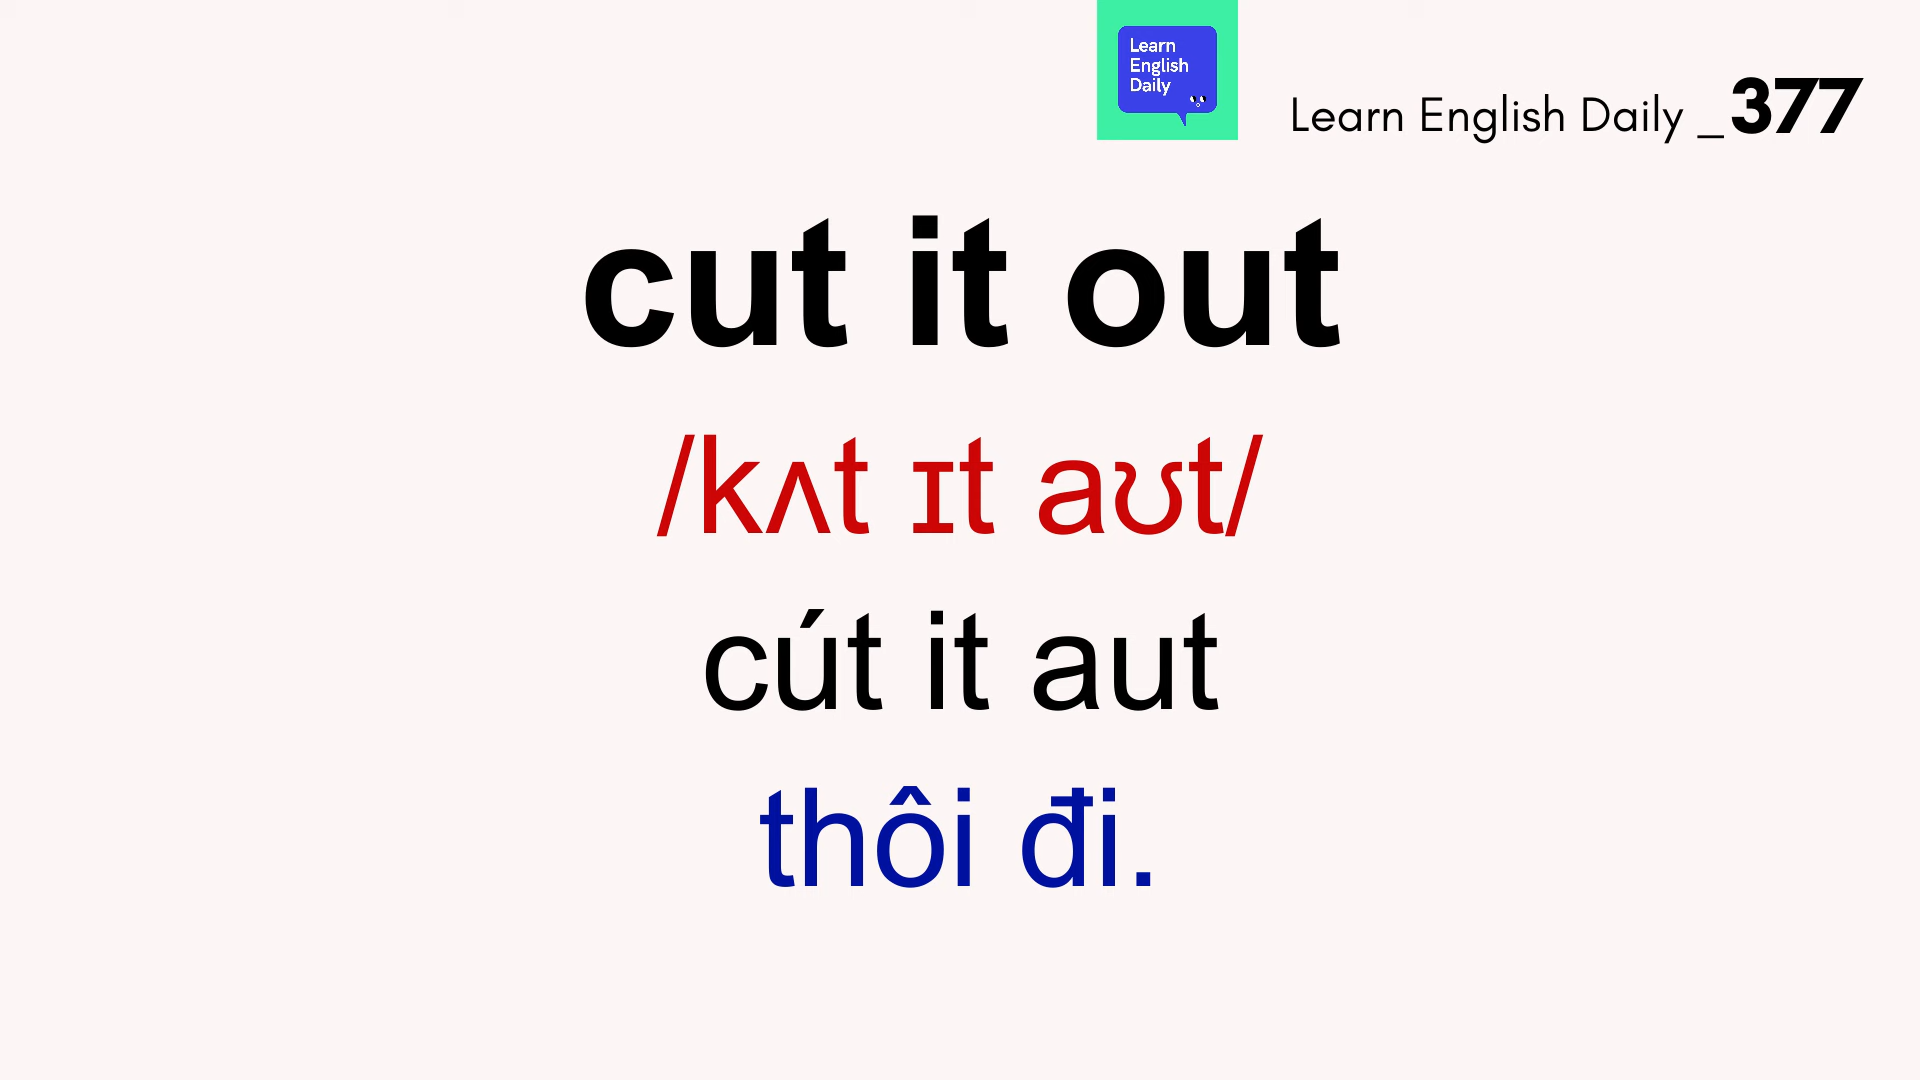 Learn
English
Daily
Learn English Daily _377
cut it out
/kʌt ɪt aʊt/
cút it aut
thôi đi.